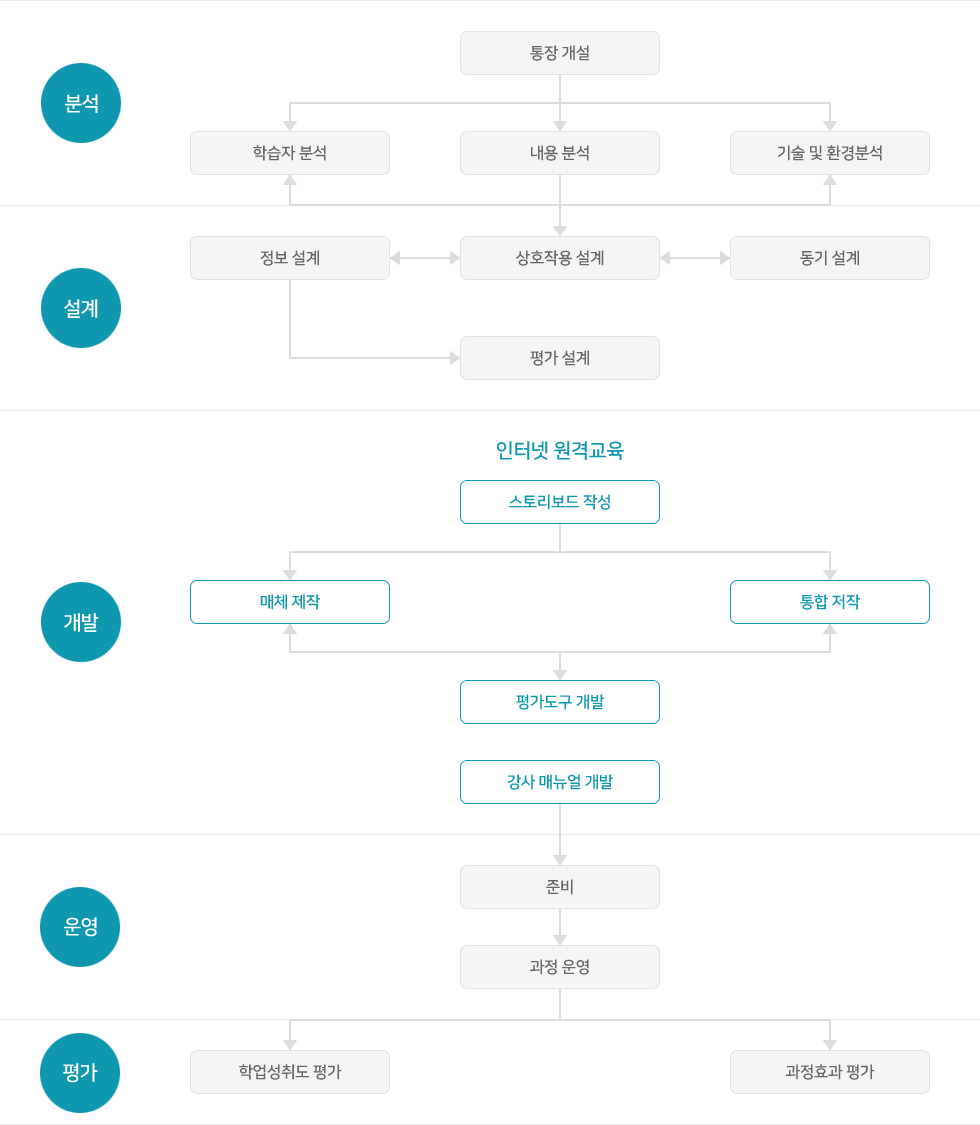 통장 개설
분석
학습자 분석
내용 분석
기술 및 환경분석
정보 설계
상호작용 설계
동기 설계
설계
평가 설계
인터넷 원격교육
스토리보드 작성
매체 제작
통합 저작
개발
평가도구 개발
강사 매뉴얼 개발
준비
운영
과정 운영
평가
학업성취도 평가
과정효과 평가